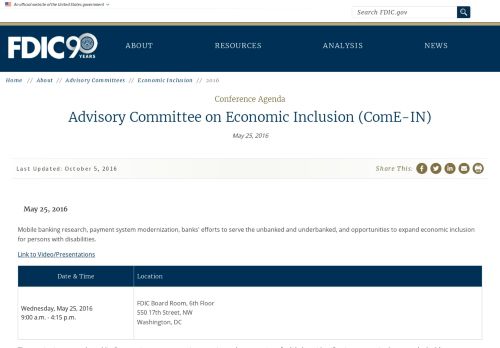 An official website of the United States government
Search FDIC.gov
FDIC 90 YEARS
ABOUT
RESOURCES
ANALYSIS
NEWS
Home // About // Advisory Committees // Economic Inclusion // 2016
Conference Agenda
Advisory Committee on Economic Inclusion (ComE-IN)
May 25, 2016
Last Updated: October 5, 2016
Share This:
May 25, 2016
Mobile banking research, payment system modernization, banks' efforts to serve the unbanked and underbanked, and opportunities to expand economic inclusion
for persons with disabilities.
Link to Video/Presentations
Date & Time
Location
Wednesday, May 25, 2016
9:00 a.m. - 4:15 p.m.
FDIC Board Room, 6th Floor
550 17th Street, NW
Washington, DC